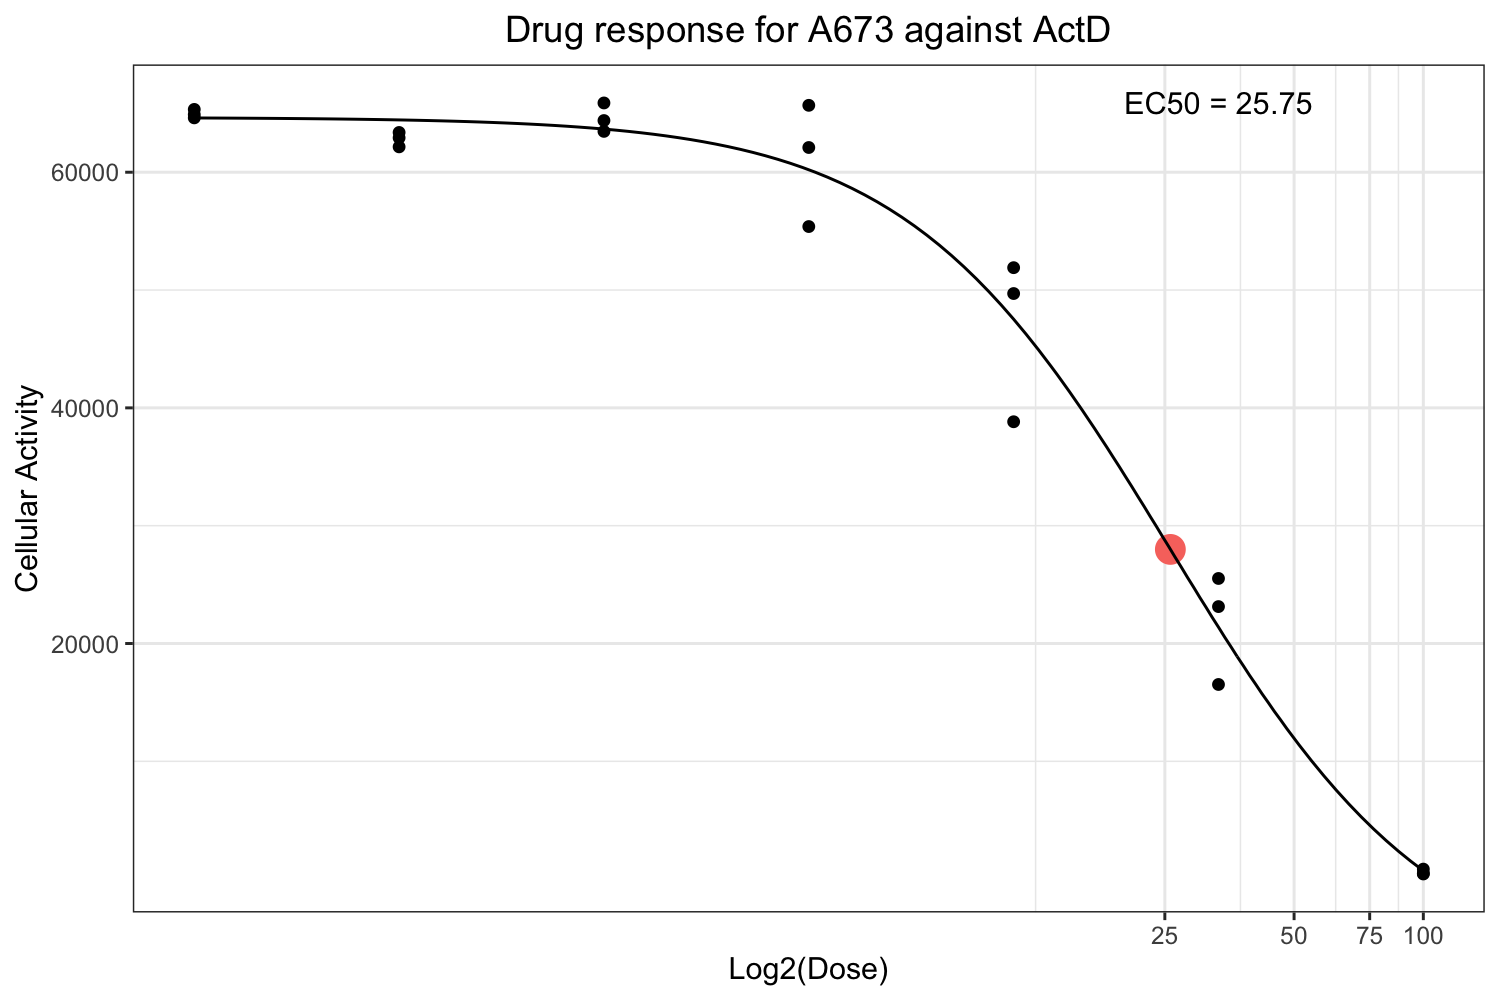 Drug response for A673 against ActD
EC50 = 25.75
60000
40000
20000
Cellular Activity
25 50 75 100
Log2(Dose)